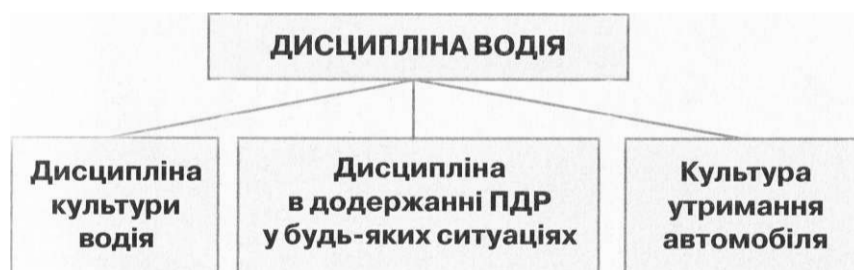 ДИСЦИПЛІНА ВОДІЯ
Дисципліна
культури
водія
Дисципліна
в додержанні ПДР
у будь-яких ситуаціях
Культура
утримання
автомобіля